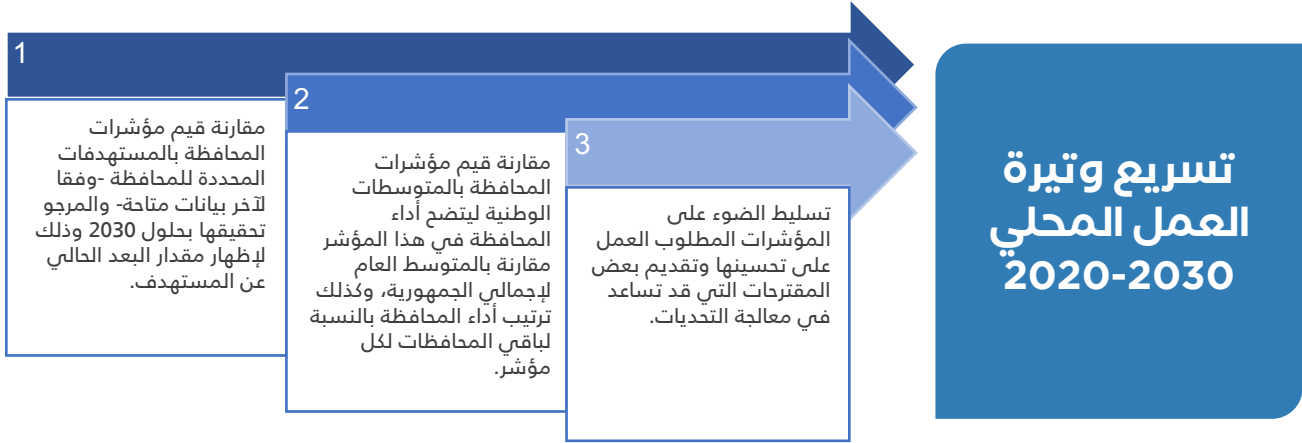 1
مقارنة قيم مؤشرات
المحافظة بالمستهدفات
المحددة للمحافظة -وفقا
لآخر بيانات متاحة- والمرجو
تحقيقها بحلول 2030 وذلك
لإظهار مقدار البعد الحالي
عن المستهدف.
2
مقارنة قيم مؤشرات
المحافظة بالمتوسطات
الوطنية ليتضح أداء
المحافظة في هذا المؤشر
مقارنة بالمتوسط العام
لإجمالي الجمهورية، وكذلك
ترتيب أداء المحافظة بالنسبة
لباقي المحافظات لكل
مؤشر.
3
تسليط الضوء على
المؤشرات المطلوب العمل
على تحسينها وتقديم بعض
المقترحات التي قد تساعد
في معالجة التحديات.
تسريع وتيرة
العمل المحلي
2020-2030